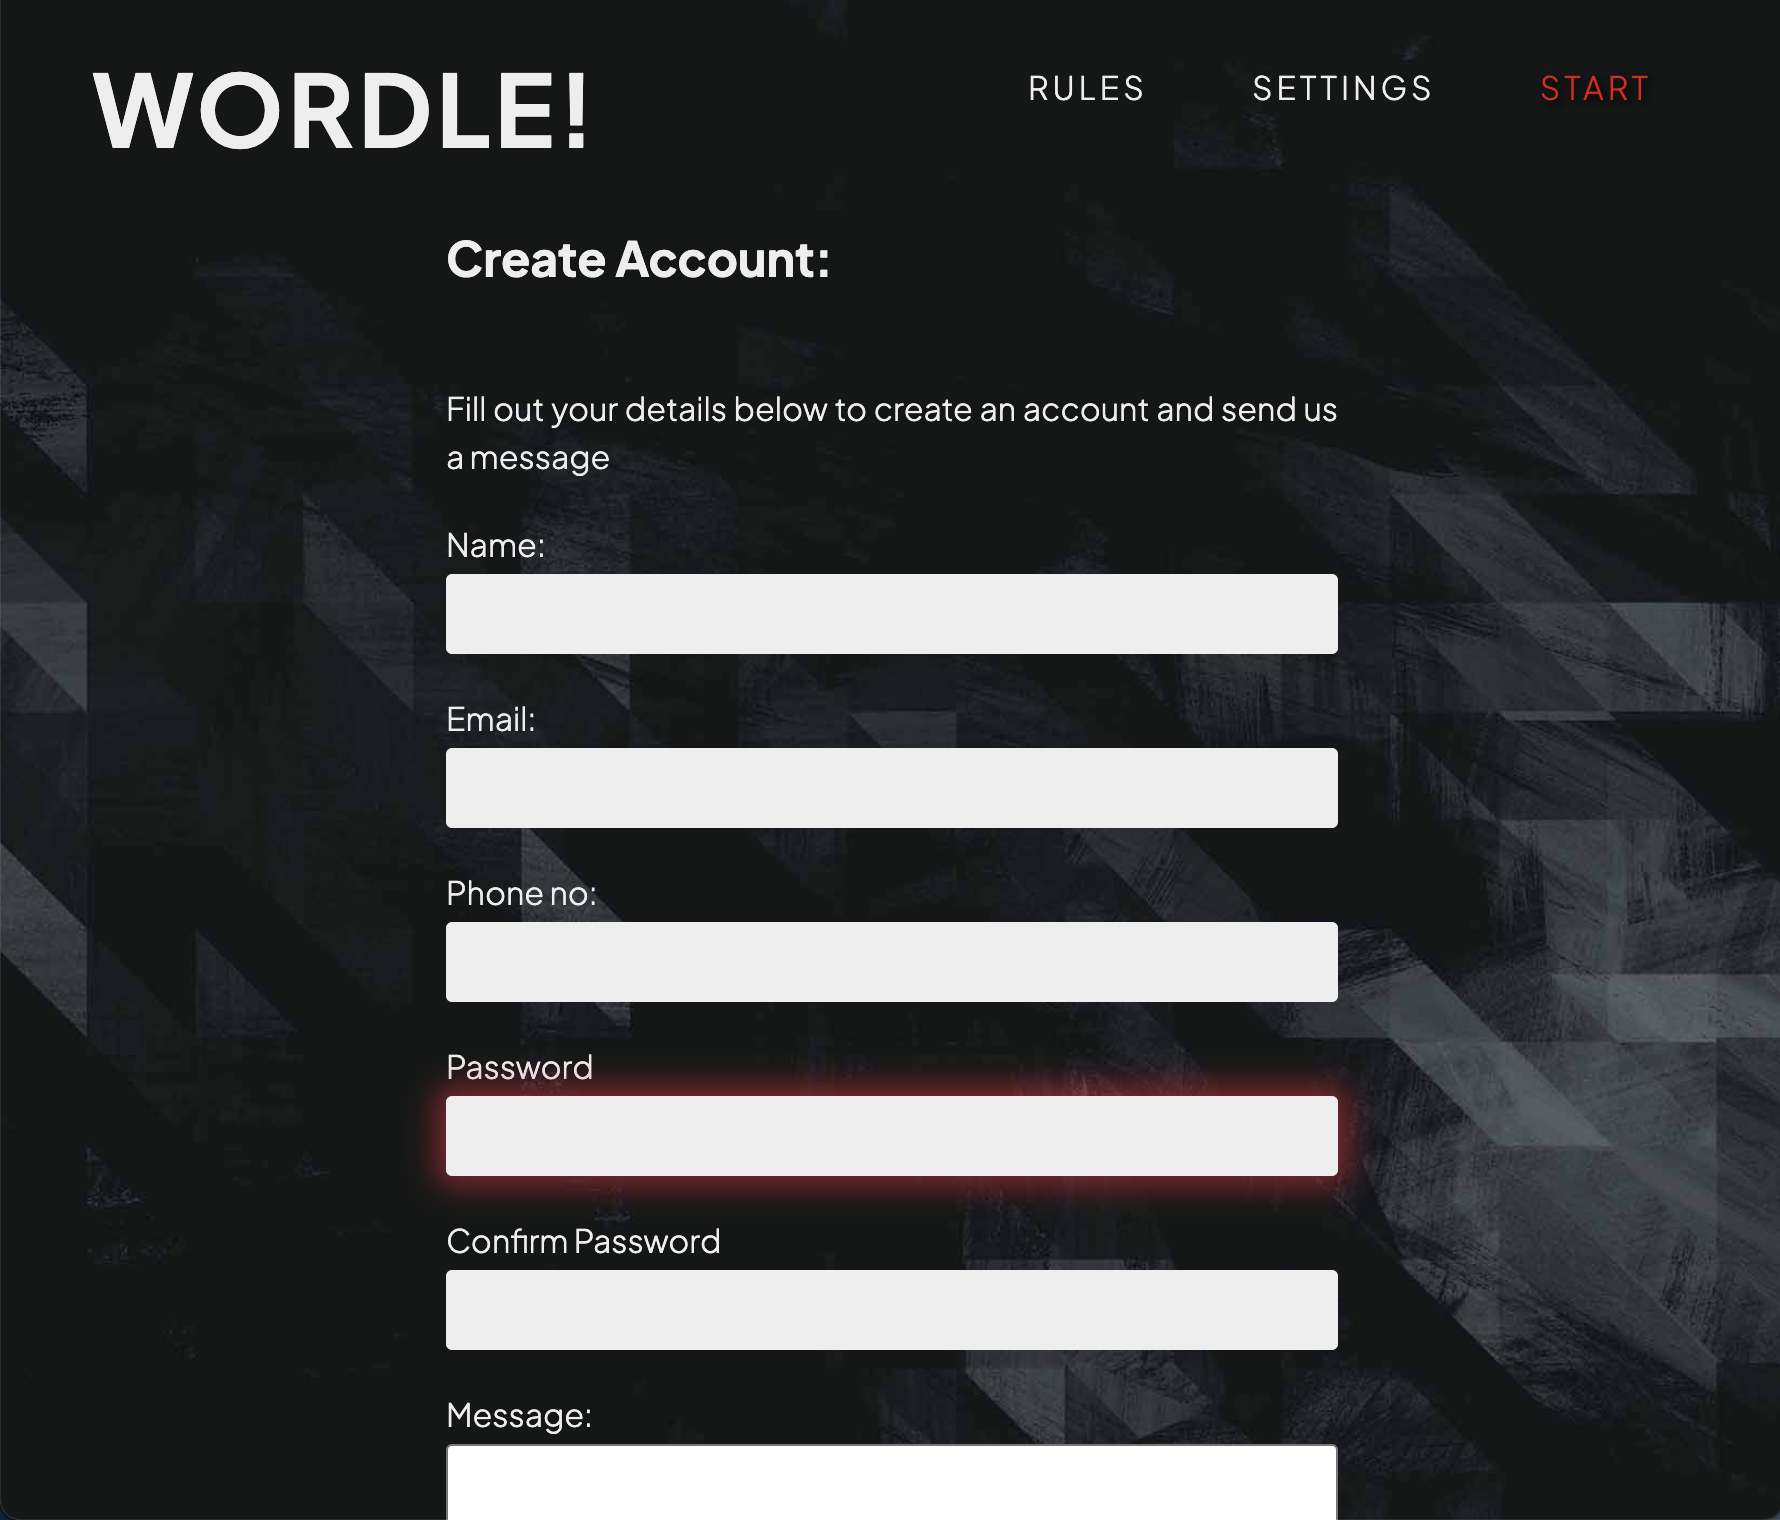 WORDLE!
RULES
SETTINGS
START
Create Account:
Fill out your details below to create an account and send us
a message
Name:
Email:
Phone no:
Password
Confirm Password
Message: